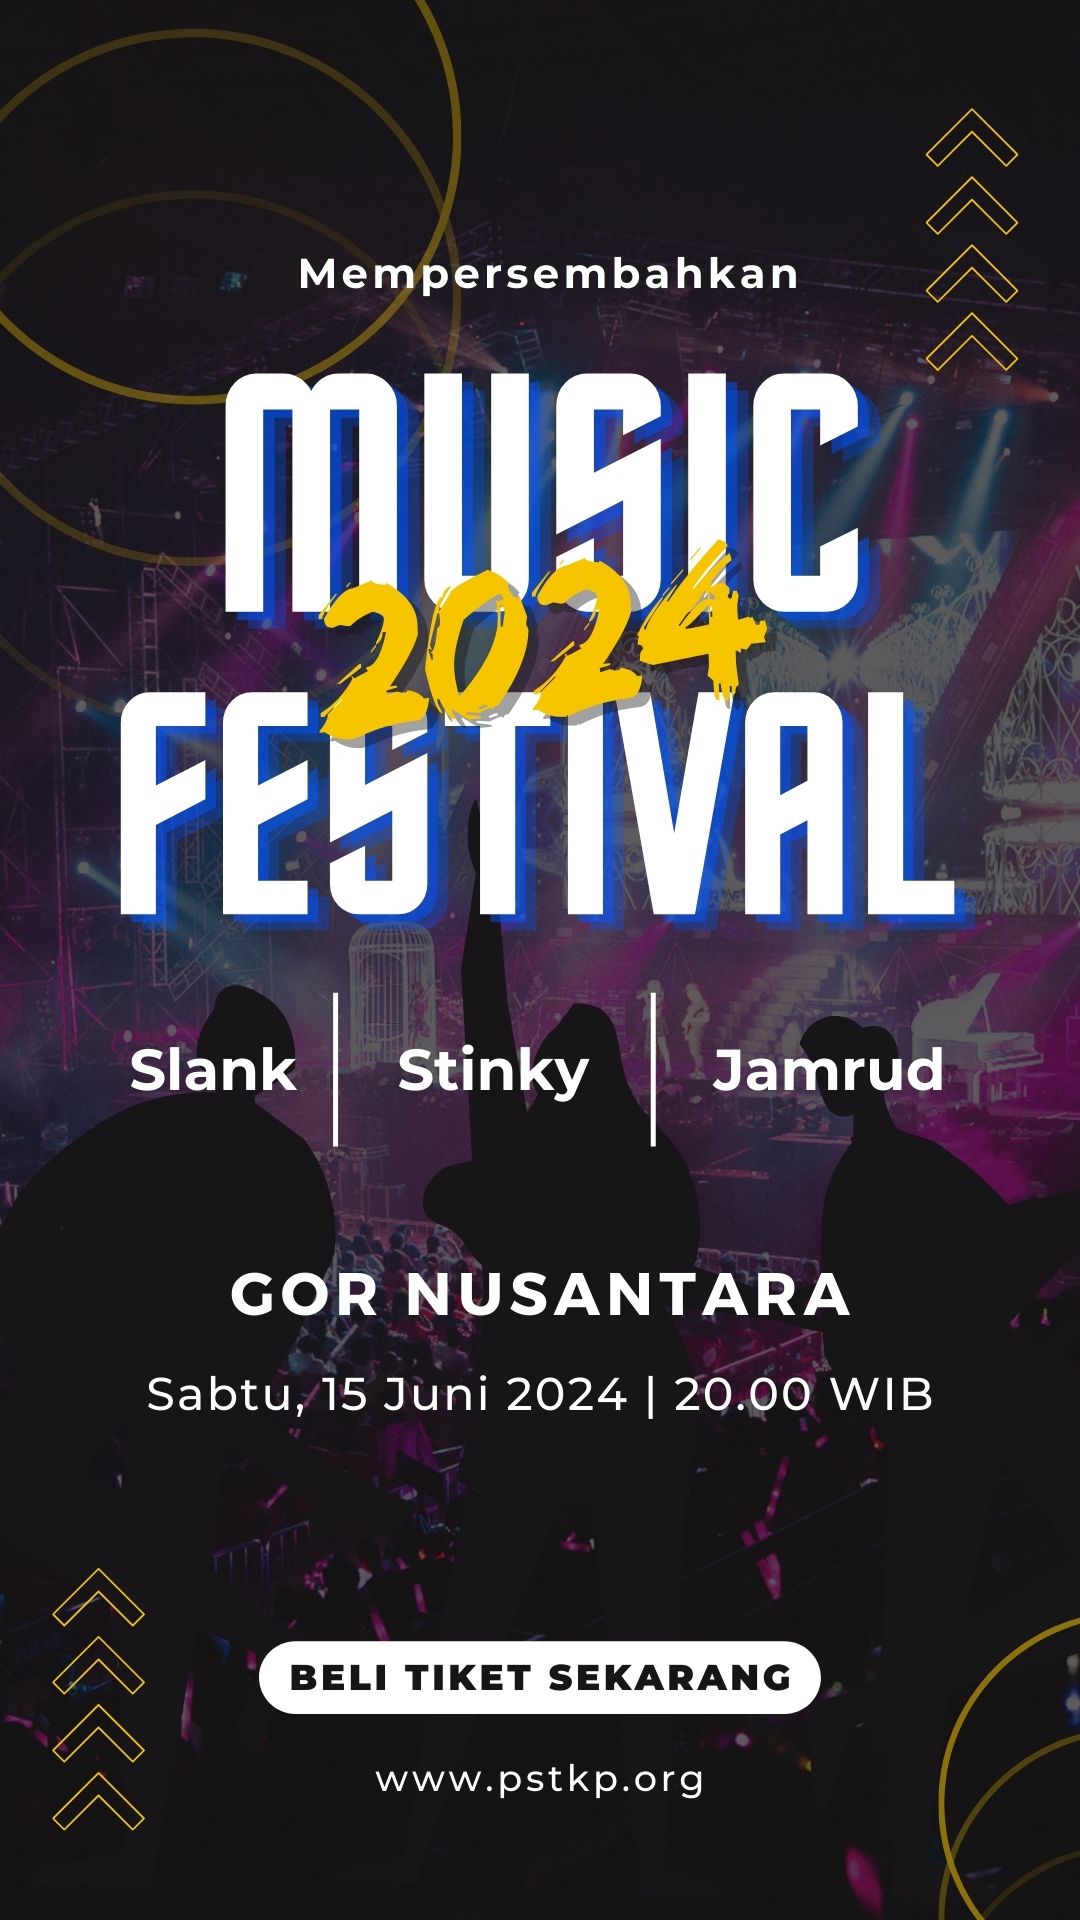 Mempersembahkan
MUSIC
2024
FESTIVAL
Slank | Stinky | Jamrud
GOR NUSANTARA
Sabtu, 15 Juni 2024 | 20.00 WIB
BELI TIKET SEKARANG
www.pstkp.org